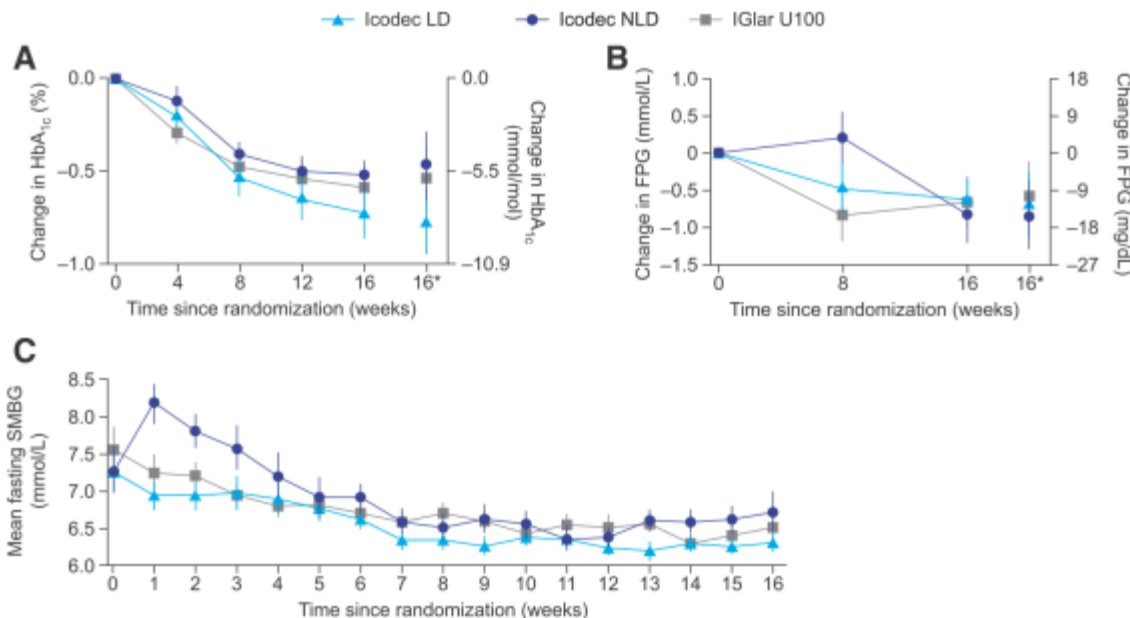 Icodec LD Icodec NLD IGlar U100
A
Change in HbA1c (%)
0.0
−0.5
−1.0
0.0
−5.5
−10.9
Change in HbA1c
(mmol/mol)
0 4 8 12 16 16*
Time since randomization (weeks)
B
Change in FPG (mmol/L)
1.0
0.5
0
−0.5
−1.0
−1.5
18
9
0
−9
−18
−27
Change in
FPG (mg/dL)
0 8 16 16*
Time since randomization (weeks)
C
Mean fasting SMBG
(mmol/L)
8.5
8.0
7.5
7.0
6.5
6.0
0 1 2 3 4 5 6 7 8 9 10 11 12 13 14 15 16
Time since randomization (weeks)